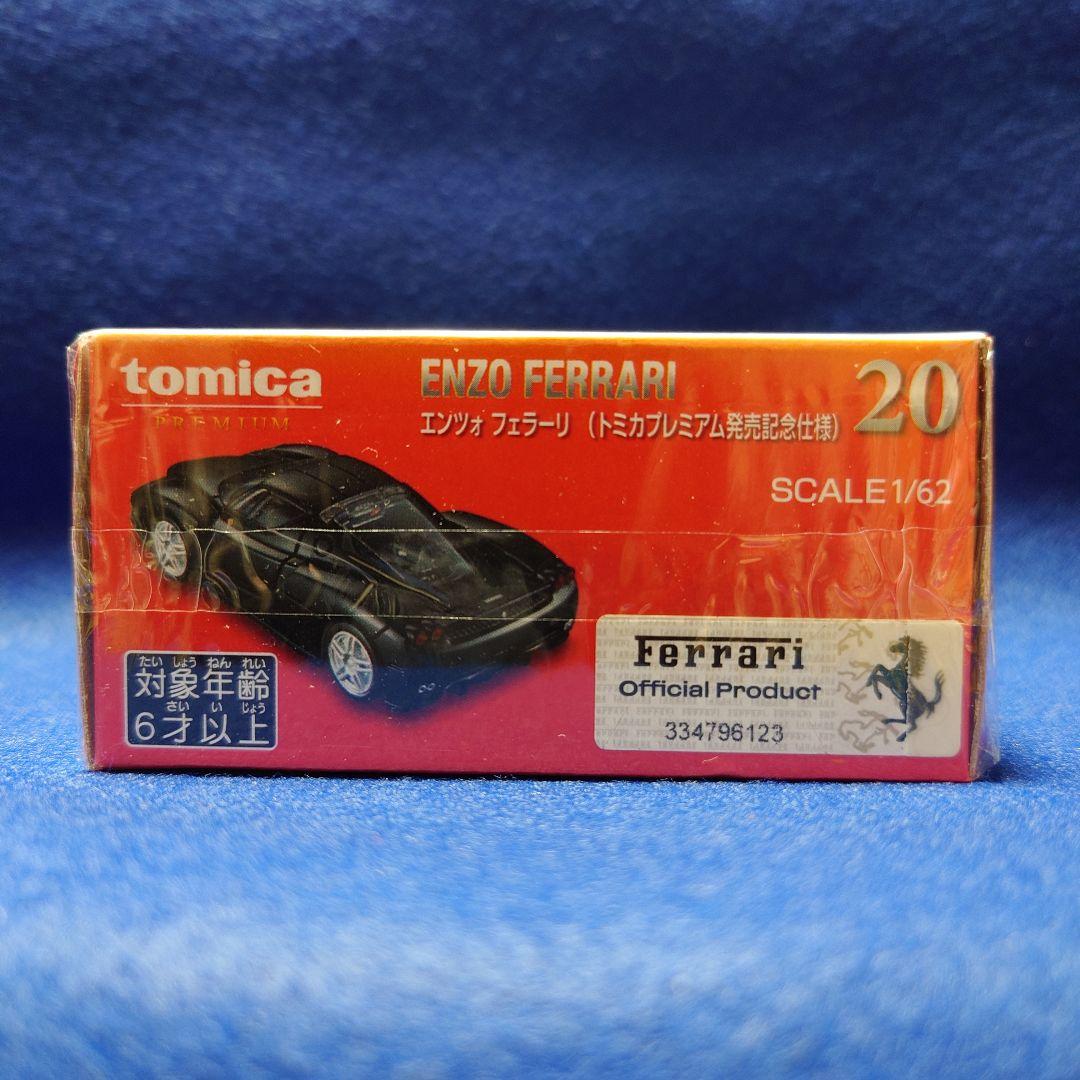 tomica
PREMIUM
ENZO FERRARI
エンツォ フェラーリ （トミカプレミアム発売記念仕様）
20
SCALE 1/62
たい しょう ねん れい
対象年齢
さい い じょう
6才以上
Ferrari
Official Product
334796123